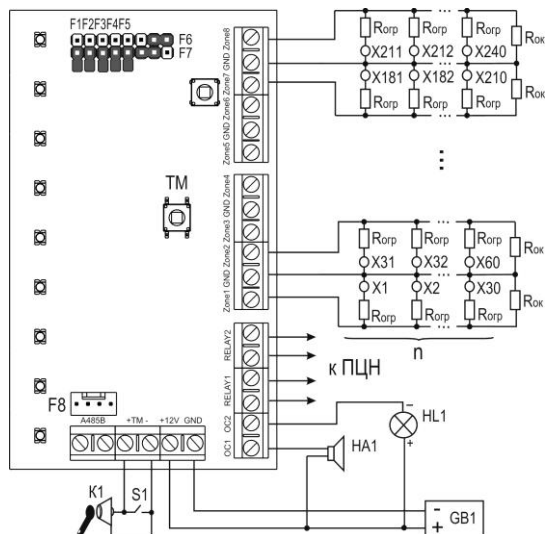 F1F2F3F4F5
F6
F7
TM
F8
A485B
+TM -
+12V GND
Zone5 GND Zone6 Zone7 GND Zone8
Zone1 GND Zone2 Zone3 GND Zone4
OC1 OC2 RELAY1 RELAY2
Rогр Rогр Rогр Rок
X211 X212 X240
X181 X182 X210
Rогр Rогр Rогр Rок
...
...
⋮
...
Rогр Rогр Rогр Rок
X31 X32 X60
X1 X2 X30
Rогр Rогр Rогр Rок
...
n
к ПЦН
HL1
−
+
HA1
К1
S1
GB1
-
+